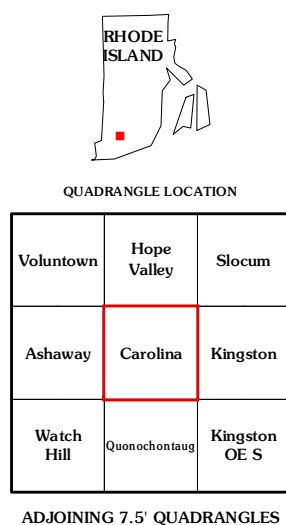 RHODE
ISLAND
QUADRANGLE LOCATION
Voluntown
Hope
Valley
Slocum
Ashaway
Carolina
Kingston
Watch
Hill
Quonochontaug
Kingston
OE S
ADJOINING 7.5' QUADRANGLES